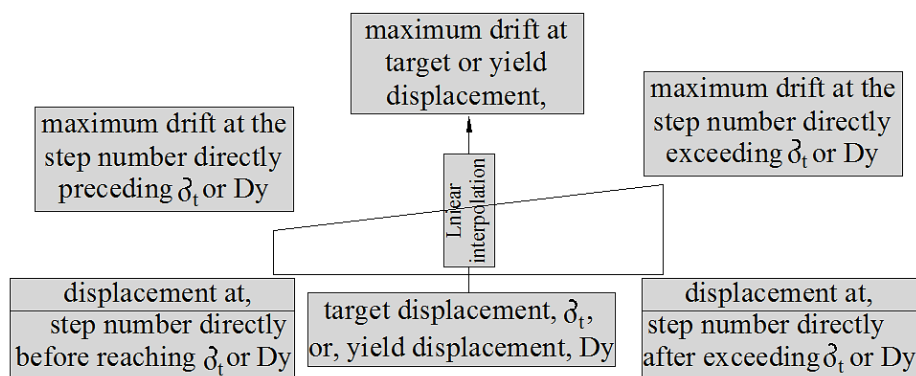 maximum drift at
target or yield
displacement,
maximum drift at the
step number directly
preceding ∂t or Dy
maximum drift at the
step number directly
exceeding ∂t or Dy
Lniear
interpolation
displacement at,
step number directly
before reaching ∂t or Dy
target displacement, ∂t,
or, yield displacement, Dy
displacement at,
step number directly
after exceeding ∂t or Dy